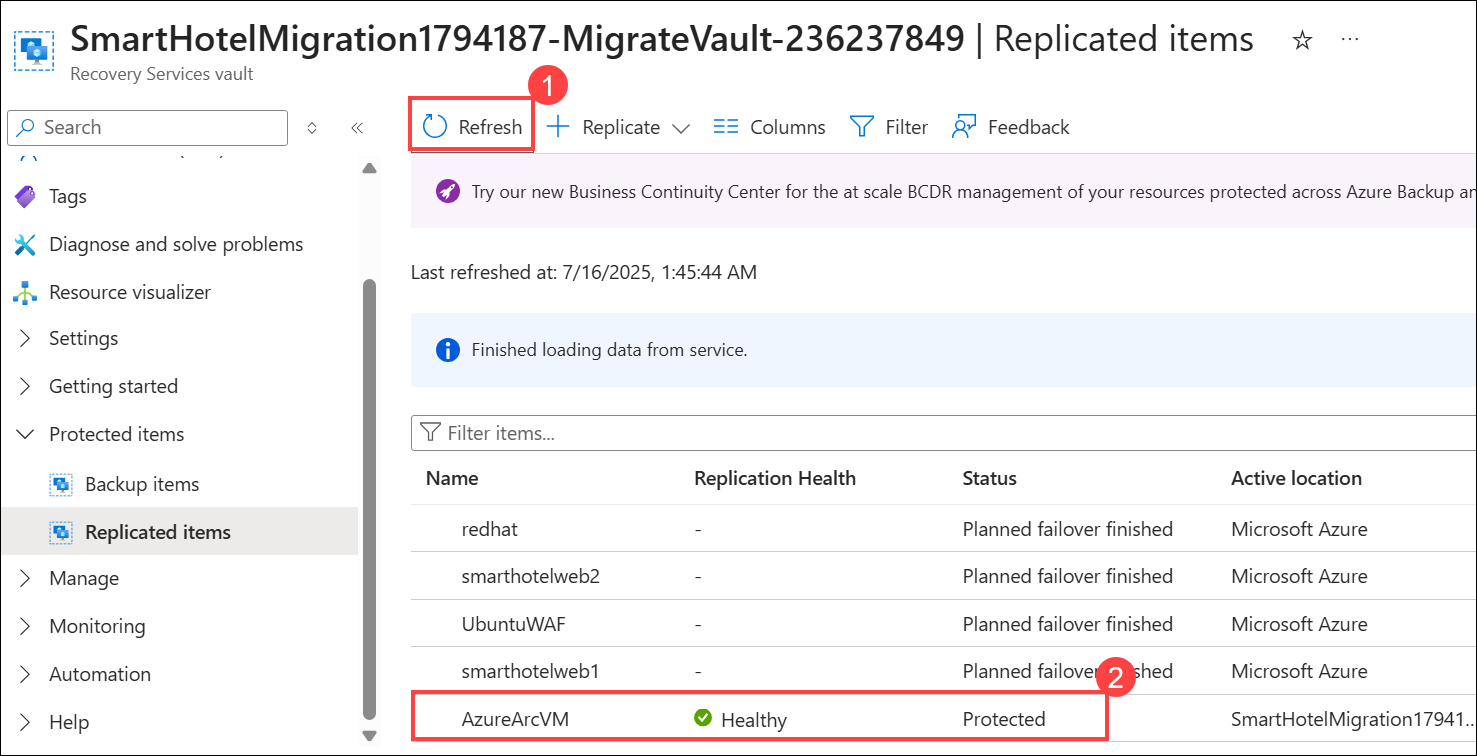 SmartHotelMigration1794187-MigrateVault-236237849 | Replicated items
Recovery Services vault
1
Search
Refresh
Replicate
Columns
Filter
Feedback
Tags
Diagnose and solve problems
Resource visualizer
Settings
Getting started
Protected items
Backup items
Replicated items
Manage
Monitoring
Automation
Help
Try our new Business Continuity Center for the at scale BCDR management of your resources protected across Azure Backup an
Last refreshed at: 7/16/2025, 1:45:44 AM
Finished loading data from service.
Filter items...
Name Replication Health Status Active location
redhat - Planned failover finished Microsoft Azure
smarthotelweb2 - Planned failover finished Microsoft Azure
UbuntuWAF - Planned failover finished Microsoft Azure
smarthotelweb1 - Planned failover shed Microsoft Azure
2
AzureArcVM Healthy Protected SmartHotelMigration17941...